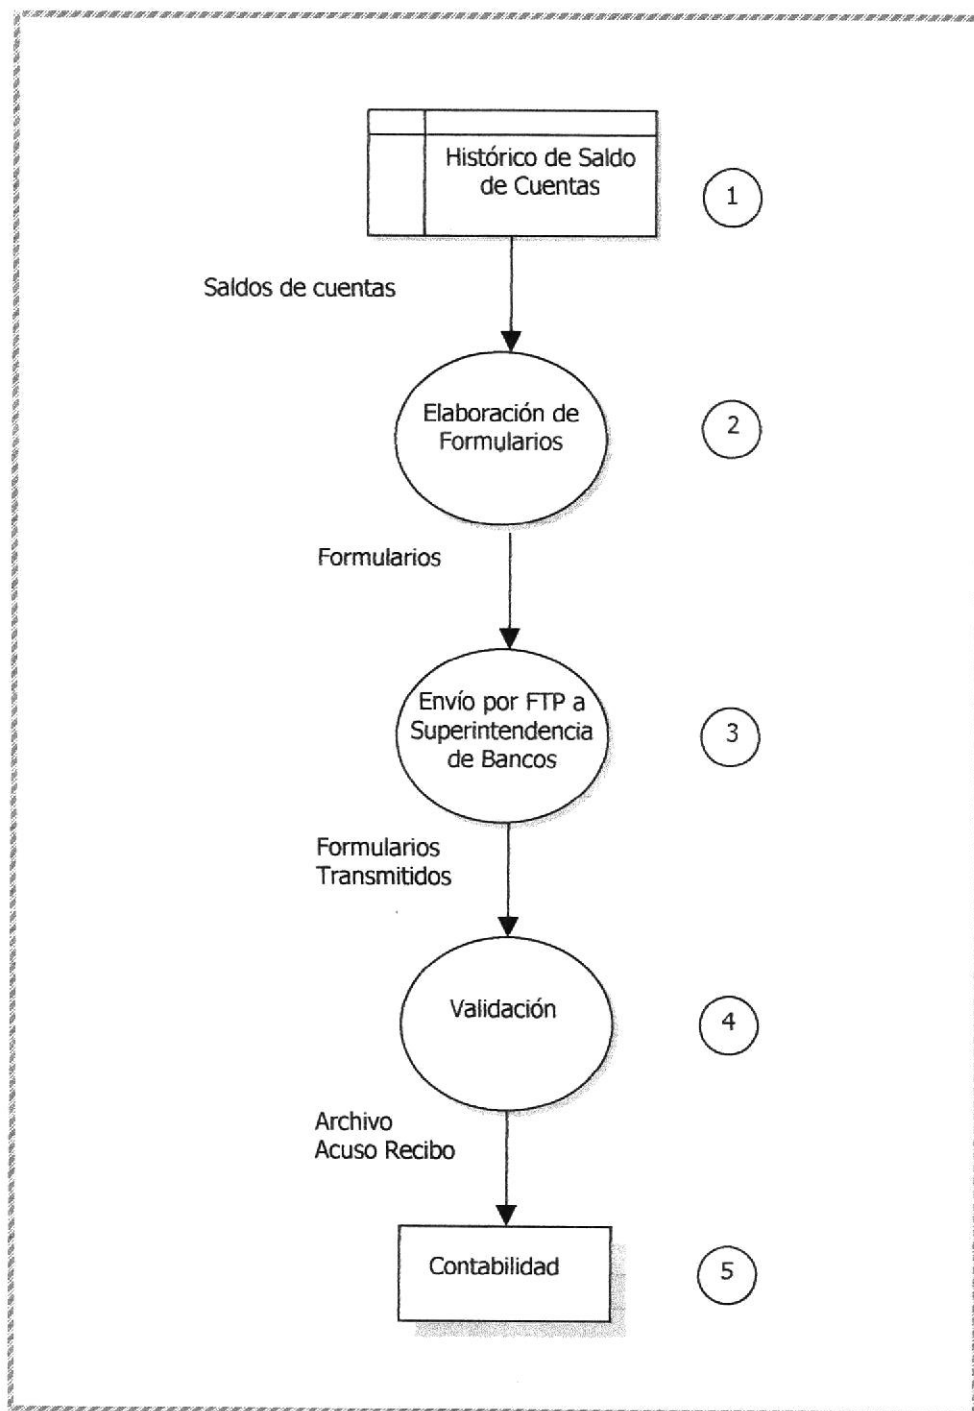 Histórico de Saldo
de Cuentas
1
Saldos de cuentas
Elaboración de
Formularios
2
Formularios
Envío por FTP a
Superintendencia
de Bancos
3
Formularios
Transmitidos
Validación
4
Archivo
Acuso Recibo
Contabilidad
5